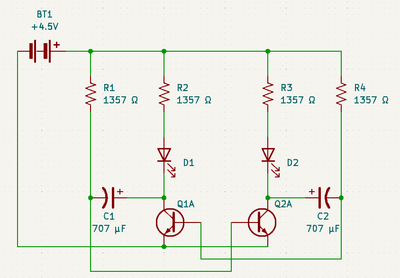 BT1
+4.5V
+
R1
1357 Ω
R2
1357 Ω
R3
1357 Ω
R4
1357 Ω
D1
D2
+
Q1A
Q2A
+
C1
707 µF
C2
707 µF